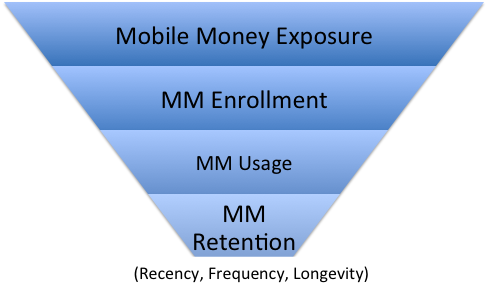 Mobile Money Exposure
MM Enrollment
MM Usage
MM
Retention
(Recency, Frequency, Longevity)